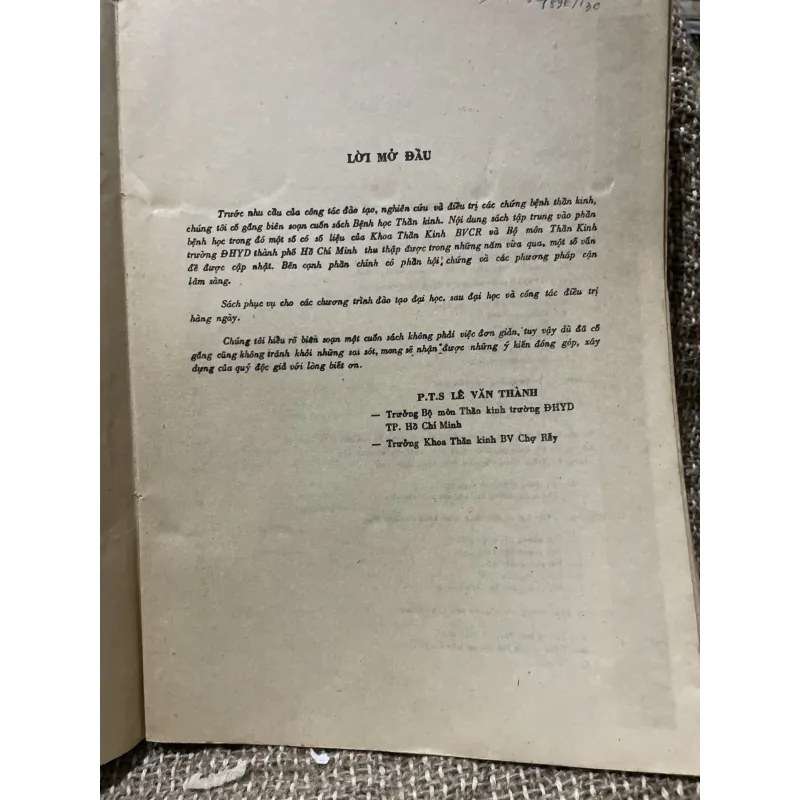 LỜI MỞ ĐẦU
Trước nhu cầu của công tác đào tạo, nghiên cứu và điều trị các chứng bệnh thần kinh,
chúng tôi cố gắng biên soạn cuốn sách Bệnh học Thần kinh. Nội dung sách tập trung vào phần
bệnh học trong đó một số có số liệu của Khoa Thần Kinh BVCR và Bộ môn Thần Kinh
trường ĐHYD thành phố Hồ Chí Minh thu thập được trong những năm vừa qua, một số vấn
đề được cập nhật. Bên cạnh phần chính có phần hội chứng và các phương pháp cận
lâm sàng.
Sách phục vụ cho các chương trình đào tạo đại học, sau đại học và công tác điều trị
hàng ngày.
Chúng tôi hiểu rõ biên soạn một cuốn sách không phải việc đơn giản, tuy vậy dù đã cố
gắng cũng không tránh khỏi những sai sót, mong sẽ nhận được những ý kiến đóng góp, xây
dựng của quý độc giả với lòng biết ơn.
P.T.S LÊ VĂN THÀNH
— Trưởng Bộ môn Thần kinh trường ĐHYD
TP. Hồ Chí Minh
— Trưởng Khoa Thần kinh BV Chợ Rẫy